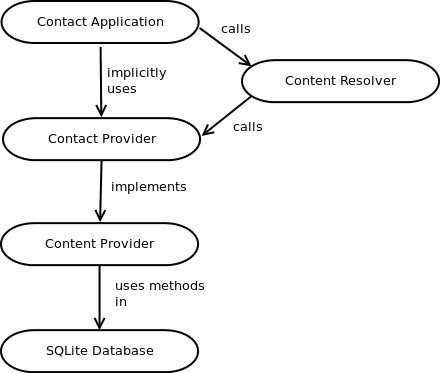 Contact Application
calls
Content Resolver
implicitly
uses
calls
Contact Provider
implements
Content Provider
uses methods
in
SQLite Database